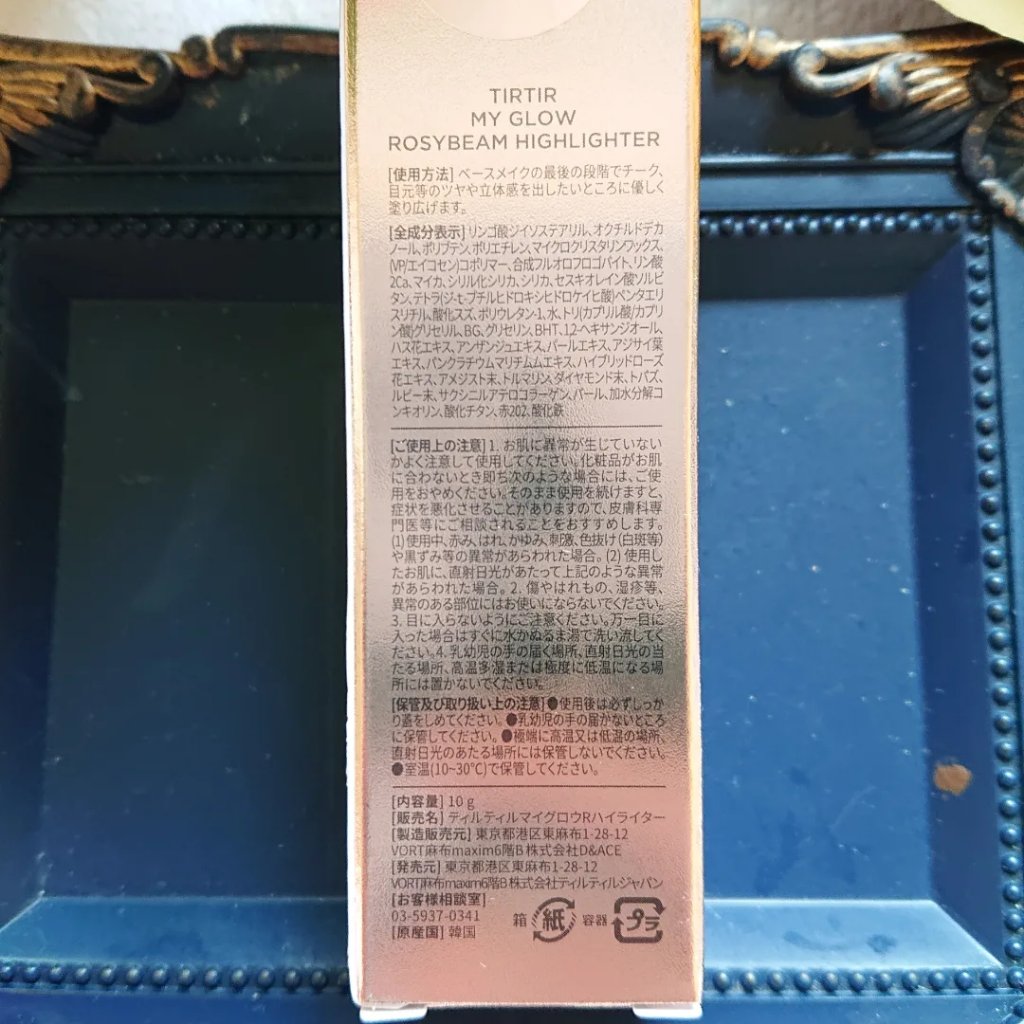 TIRTIR
MY GLOW
ROSYBEAM HIGHLIGHTER
[使用方法] ベースメイクの最後の段階でチーク、
目元等のツヤや立体感を出したいところに優しく
塗り広げます。
[全成分表示] リンゴ酸ジイソステアリル、オクチルドデカ
ノール、ポリブテン、ポリエチレン、マイクロクリスタリンワックス、
(VP/エイコセン)コポリマー、合成フルオロフロゴパイト、リン酸
2Ca、マイカ、シリル化シリカ、シリカ、セスキオレイン酸ソルビ
タン、テトラ(ジ-t-ブチルヒドロキシヒドロケイヒ酸)ペンタエリ
スリチル、酸化スズ、ポリウレタン-1、水、トリ(カプリル酸/カプリ
ン酸)グリセリル、BG、グリセリン、BHT、1,2-ヘキサンジオール、
ハス花エキス、アンザンジュエキス、パールエキス、アジサイ葉
エキス、パンクラチウムマリチムムエキス、ハイブリッドローズ
花エキス、アメジスト末、トルマリン、ダイヤモンド末、トパズ、
ルビー末、サクシニルアテロコラーゲン、パール、加水分解コ
ンキオリン、酸化チタン、赤202、酸化鉄
[ご使用上の注意] 1. お肌に異常が生じていない
かよく注意して使用してください。化粧品がお肌
に合わないとき即ち次のような場合には、ご使
用をおやめください。そのまま使用を続けますと、
症状を悪化させることがありますので、皮膚科専
門医等にご相談されることをおすすめします。
(1) 使用中、赤み、はれ、かゆみ、刺激、色抜け (白斑等)
や黒ずみ等の異常があらわれた場合。(2) 使用し
たお肌に、直射日光があたって上記のような異常
があらわれた場合。2. 傷やはれもの、湿疹等、
異常のある部位にはお使いにならないでください。
3. 目に入らないようにご注意ください。万一目に
入った場合はすぐに水かぬるま湯で洗い流してく
ださい。4. 乳幼児の手の届く場所、直射日光の当
たる場所、高温多湿または極度に低温になる場
所には置かないでください。
[保管及び取り扱い上の注意]●使用後は必ずしっか
り蓋をしめてください。●乳幼児の手の届かないところ
に保管してください。●極端に高温又は低温の場所、
直射日光のあたる場所には保管しないでください。
●室温(10~30℃)で保管してください。
[内容量] 10 g
[販売名] ティルティルマイグロウRハイライター
[製造販売元] 東京都港区東麻布1-28-12
VORT麻布maxim6階B 株式会社D&ACE
[発売元] 東京都港区東麻布1-28-12
VORT麻布maxim6階B 株式会社ティルティルジャパン
[お客様相談室]
03-5937-0341
[原産国] 韓国
箱 紙 容器 プラ